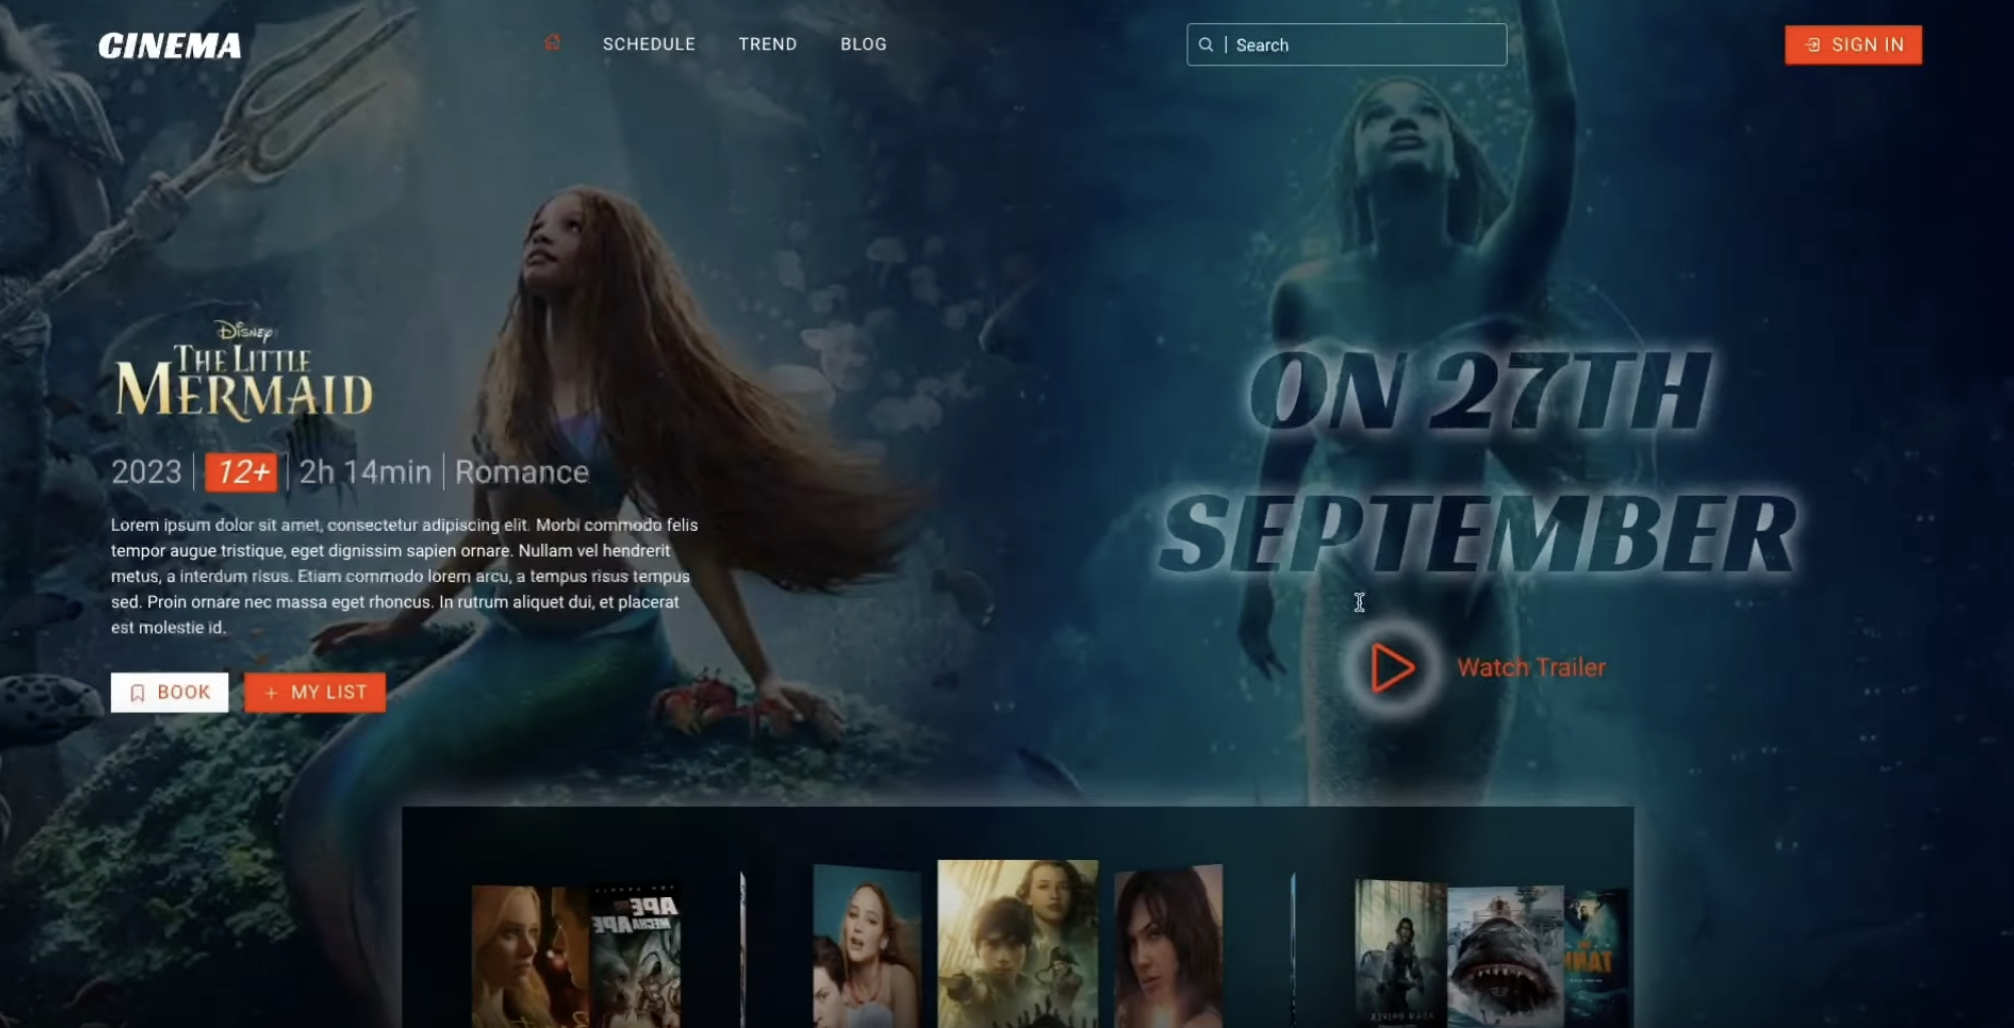 CINEMA
SCHEDULE
TREND
BLOG
Search
SIGN IN
Disney
THE LITTLE
MERMAID
2023 | 12+ | 2h 14min | Romance
Lorem ipsum dolor sit amet, consectetur adipiscing elit. Morbi commodo felis
tempor augue tristique, eget dignissim sapien ornare. Nullam vel hendrerit
metus, a interdum risus. Etiam commodo lorem arcu, a tempus risus tempus
sed. Proin ornare nec massa eget rhoncus. In rutrum aliquet dui, et placerat
est molestie id.
BOOK
+ MY LIST
ON 27TH
SEPTEMBER
Watch Trailer
APE
MECHA APE